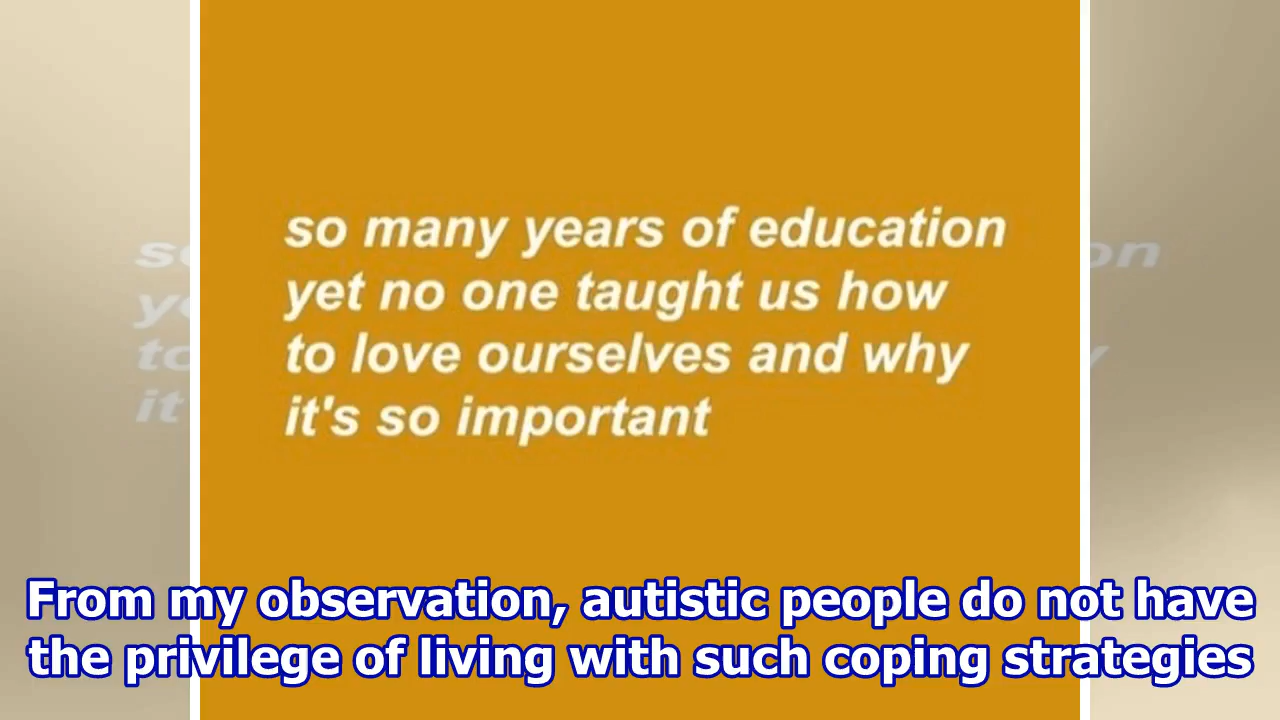 so many years of education
yet no one taught us how
to love ourselves and why
it's so important
From my observation, autistic people do not have
the privilege of living with such coping strategies